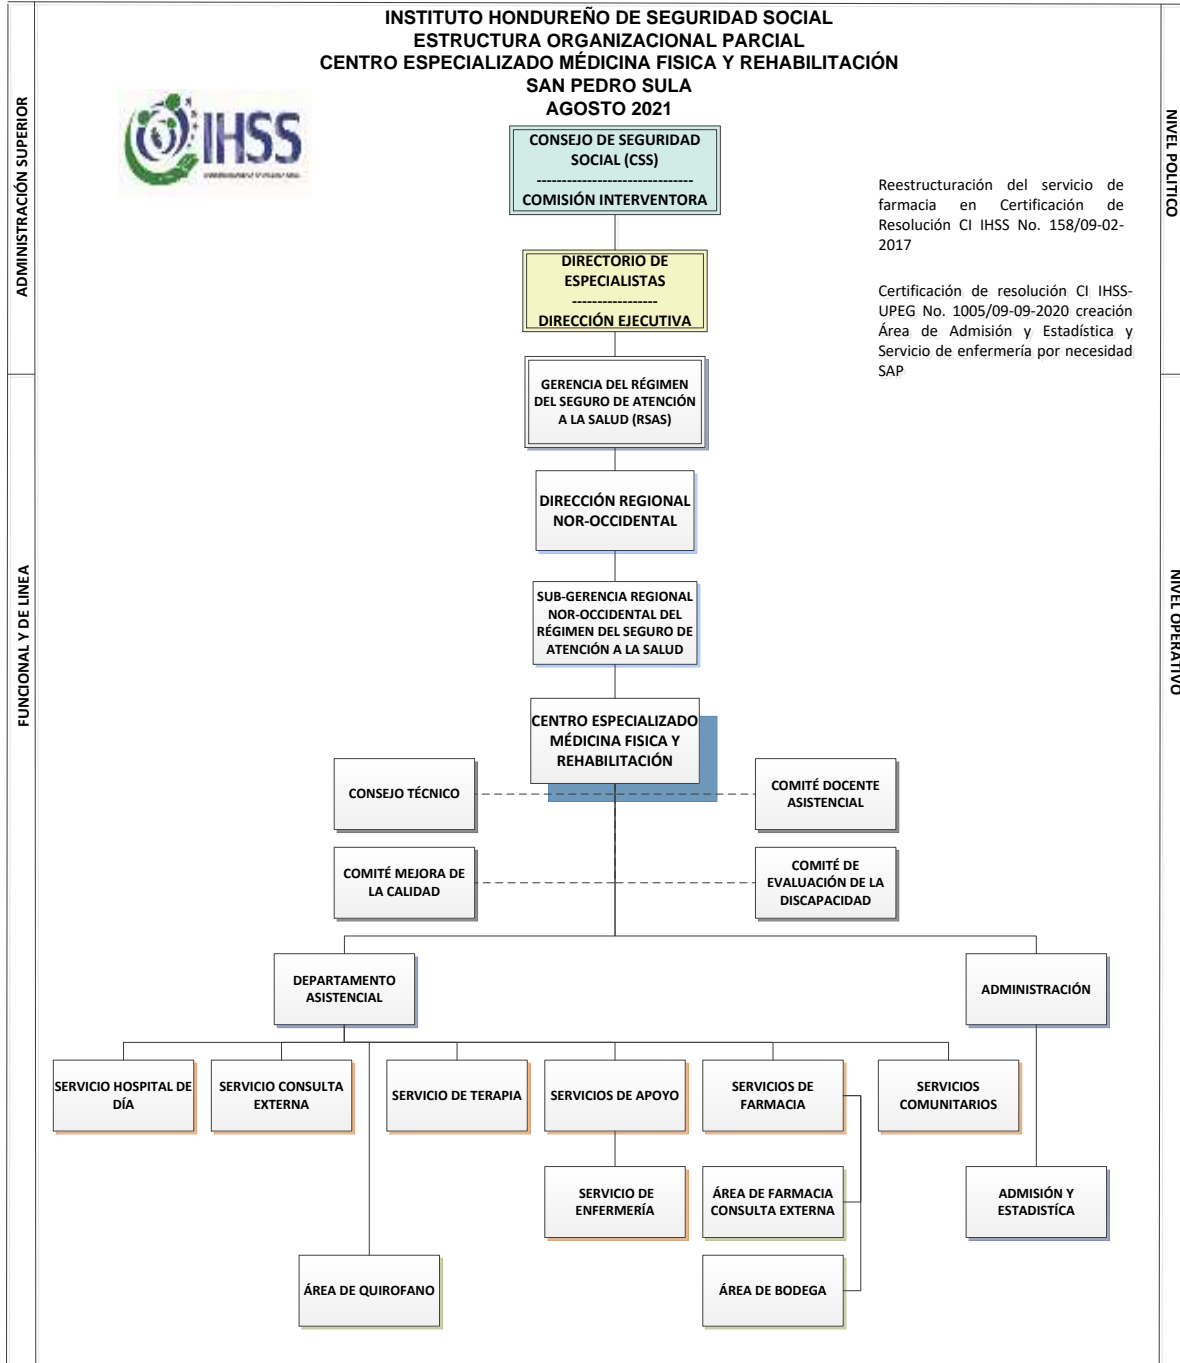 INSTITUTO HONDUREÑO DE SEGURIDAD SOCIAL
ESTRUCTURA ORGANIZACIONAL PARCIAL
CENTRO ESPECIALIZADO MÉDICINA FISICA Y REHABILITACIÓN
SAN PEDRO SULA
AGOSTO 2021
ADMINISTRACIÓN SUPERIOR
FUNCIONAL Y DE LINEA
NIVEL POLITICO
NIVEL OPERATIVO
IHSS
CONSEJO DE SEGURIDAD
SOCIAL (CSS)
-------------------------------
COMISIÓN INTERVENTORA
Reestructuración del servicio de
farmacia en Certificación de
Resolución CI IHSS No. 158/09-02-
2017
Certificación de resolución CI IHSS-
UPEG No. 1005/09-09-2020 creación
Área de Admisión y Estadística y
Servicio de enfermería por necesidad
SAP
DIRECTORIO DE
ESPECIALISTAS
-----------------
DIRECCIÓN EJECUTIVA
GERENCIA DEL RÉGIMEN
DEL SEGURO DE ATENCIÓN
A LA SALUD (RSAS)
DIRECCIÓN REGIONAL
NOR-OCCIDENTAL
SUB-GERENCIA REGIONAL
NOR-OCCIDENTAL DEL
RÉGIMEN DEL SEGURO DE
ATENCIÓN A LA SALUD
CENTRO ESPECIALIZADO
MÉDICINA FISICA Y
REHABILITACIÓN
CONSEJO TÉCNICO
COMITÉ DOCENTE
ASISTENCIAL
COMITÉ MEJORA DE
LA CALIDAD
COMITÉ DE
EVALUACIÓN DE LA
DISCAPACIDAD
DEPARTAMENTO
ASISTENCIAL
ADMINISTRACIÓN
SERVICIO HOSPITAL DE
DÍA
SERVICIO CONSULTA
EXTERNA
SERVICIO DE TERAPIA
SERVICIOS DE APOYO
SERVICIOS DE
FARMACIA
SERVICIOS
COMUNITARIOS
SERVICIO DE
ENFERMERÍA
ÁREA DE FARMACIA
CONSULTA EXTERNA
ADMISIÓN Y
ESTADISTÍCA
ÁREA DE QUIROFANO
ÁREA DE BODEGA